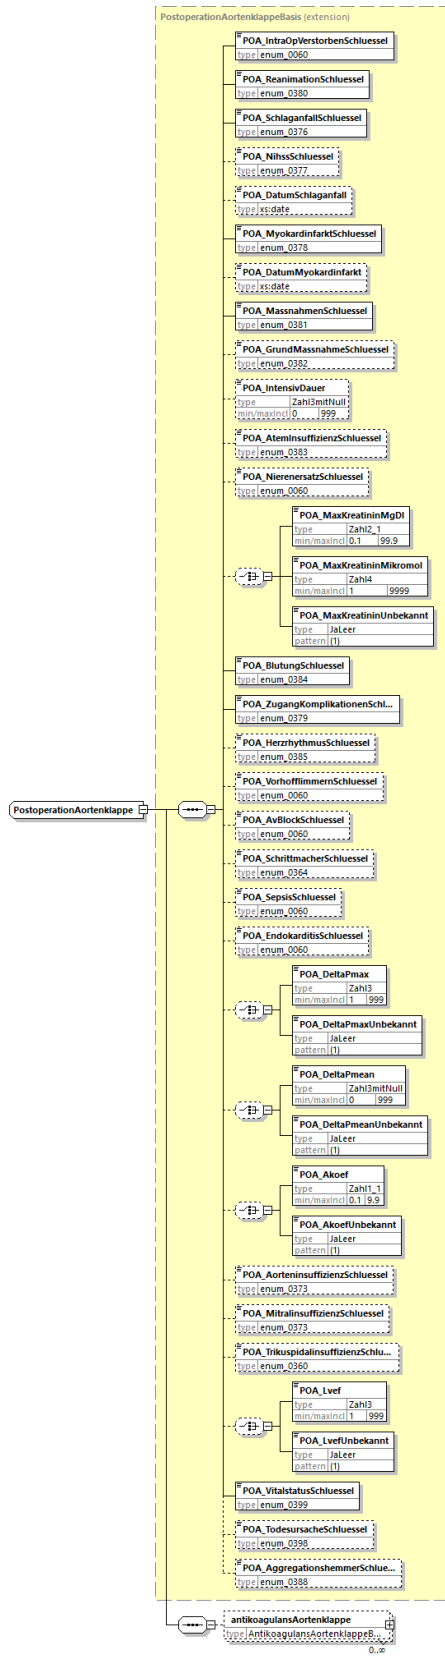 PostoperationAortenklappeBasis (extension)
POA_IntraOpVerstorbenSchluessel
type enum_0060
POA_ReanimationSchluessel
type enum_0380
POA_SchlaganfallSchluessel
type enum_0376
POA_NihssSchluessel
type enum_0377
POA_DatumSchlaganfall
type xs:date
POA_MyokardinfarktSchluessel
type enum_0378
POA_DatumMyokardinfarkt
type xs:date
POA_MassnahmenSchluessel
type enum_0381
POA_GrundMassnahmeSchluessel
type enum_0382
POA_IntensivDauer
type Zahl3mitNull
min/maxIncl 0 999
POA_AtemInsuffizienzSchluessel
type enum_0383
POA_NierenersatzSchluessel
type enum_0060
POA_MaxKreatininMgDl
type Zahl2_1
min/maxIncl 0.1 99.9
POA_MaxKreatininMikromol
type Zahl4
min/maxIncl 1 9999
POA_MaxKreatininUnbekannt
type JaLeer
pattern (1)
POA_BlutungSchluessel
type enum_0384
POA_ZugangKomplikationenSchl...
type enum_0379
POA_HerzrhythmusSchluessel
type enum_0385
POA_VorhofflimmernSchluessel
type enum_0060
PostoperationAortenklappe
POA_AvBlockSchluessel
type enum_0060
POA_SchrittmacherSchluessel
type enum_0364
POA_SepsisSchluessel
type enum_0060
POA_EndokarditisSchluessel
type enum_0060
POA_DeltaPmax
type Zahl3
min/maxIncl 1 999
POA_DeltaPmaxUnbekannt
type JaLeer
pattern (1)
POA_DeltaPmean
type Zahl3mitNull
min/maxIncl 0 999
POA_DeltaPmeanUnbekannt
type JaLeer
pattern (1)
POA_Akoef
type Zahl1_1
min/maxIncl 0.1 9.9
POA_AkoefUnbekannt
type JaLeer
pattern (1)
POA_AorteninsuffizienzSchluessel
type enum_0373
POA_MitralinsuffizienzSchluessel
type enum_0373
POA_TrikuspidalinsuffizienzSchlu...
type enum_0360
POA_Lvef
type Zahl3
min/maxIncl 1 999
POA_LvefUnbekannt
type JaLeer
pattern (1)
POA_VitalstatusSchluessel
type enum_0399
POA_TodesursacheSchluessel
type enum_0398
POA_AggregationshemmerSchlue...
type enum_0388
antikoagulansAortenklappe
type AntikoagulansAortenklappeB...
0..∞